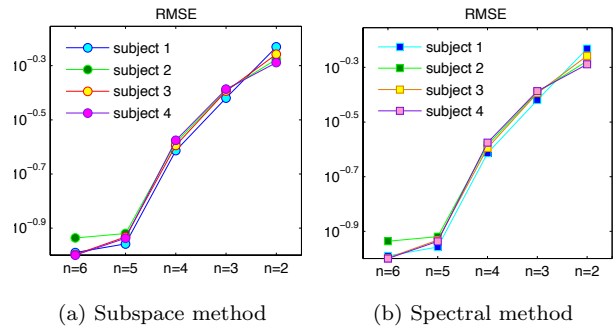 RMSE
subject 1
subject 2
subject 3
subject 4
10^−0.3
10^−0.5
10^−0.7
10^−0.9
n=6 n=5 n=4 n=3 n=2
(a) Subspace method
RMSE
subject 1
subject 2
subject 3
subject 4
10^−0.3
10^−0.5
10^−0.7
10^−0.9
n=6 n=5 n=4 n=3 n=2
(b) Spectral method